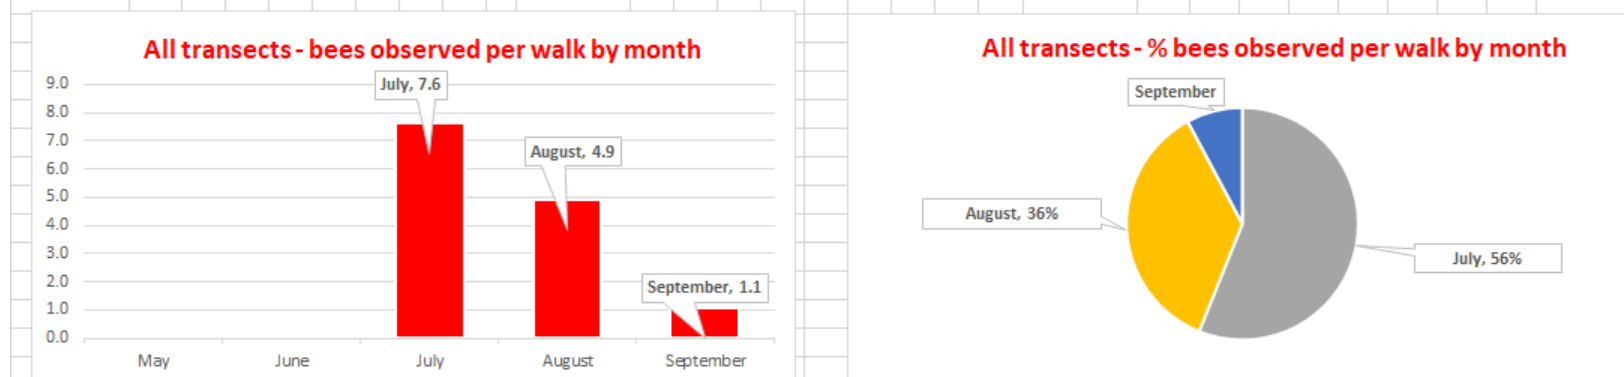 All transects - bees observed per walk by month
9.0
8.0
7.0
6.0
5.0
4.0
3.0
2.0
1.0
0.0
July, 7.6
August, 4.9
September, 1.1
May June July August September
All transects - % bees observed per walk by month
September
August, 36%
July, 56%